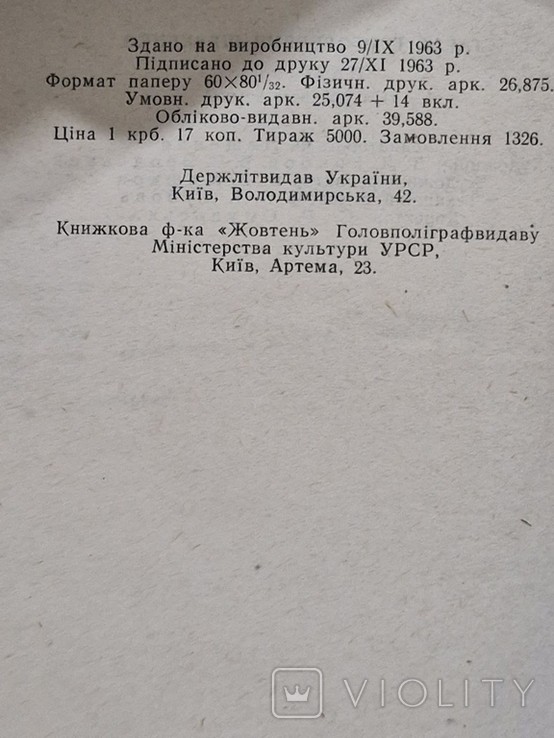 Здано на виробництво 9/IX 1963 р.
Підписано до друку 27/XI 1963 р.
Формат паперу 60×80¹/₃₂. Фізичн. друк. арк. 26,875.
Умовн. друк. арк. 25,074 + 14 вкл.
Обліково-видавн. арк. 39,588.
Ціна 1 крб. 17 коп. Тираж 5000. Замовлення 1326.
Держлітвидав України,
Київ, Володимирська, 42.
Книжкова ф-ка «Жовтень» Головполіграфвидаву
Міністерства культури УРСР,
Київ, Артема, 23.
VIOLITY